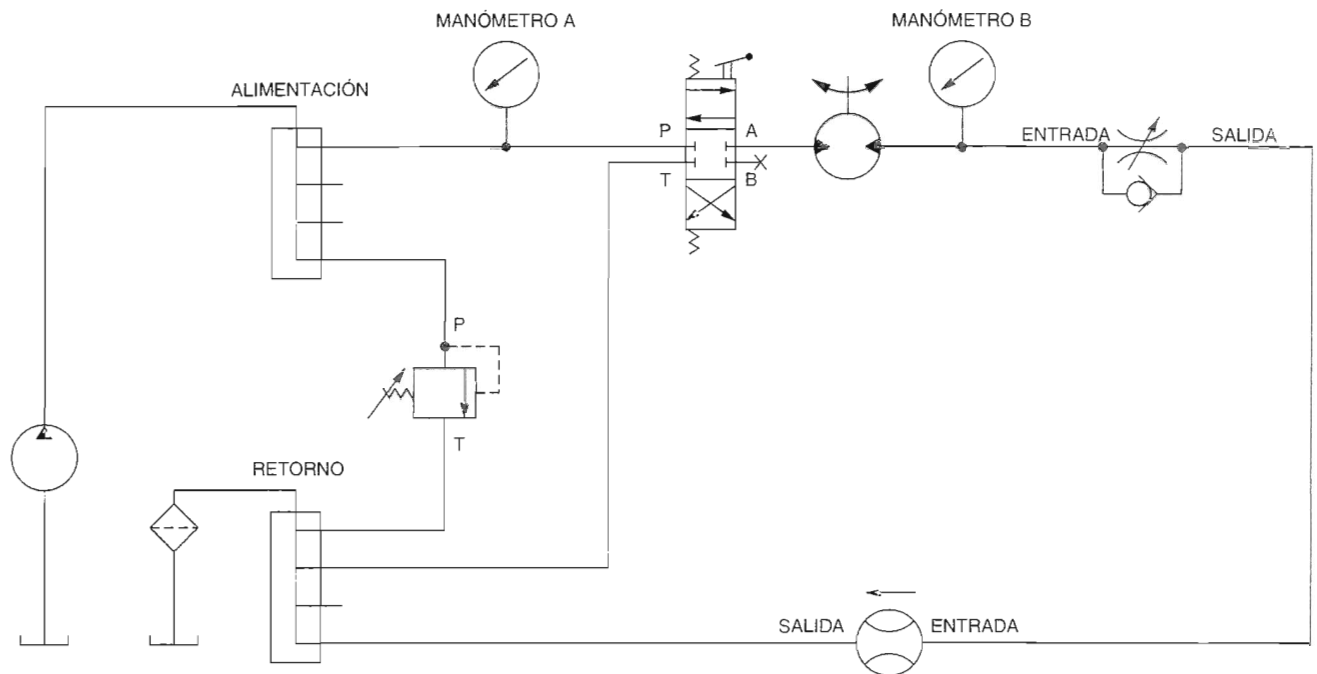 MANÓMETRO A
MANÓMETRO B
ALIMENTACIÓN
P
A
ENTRADA
SALIDA
T
B
P
T
RETORNO
SALIDA
ENTRADA